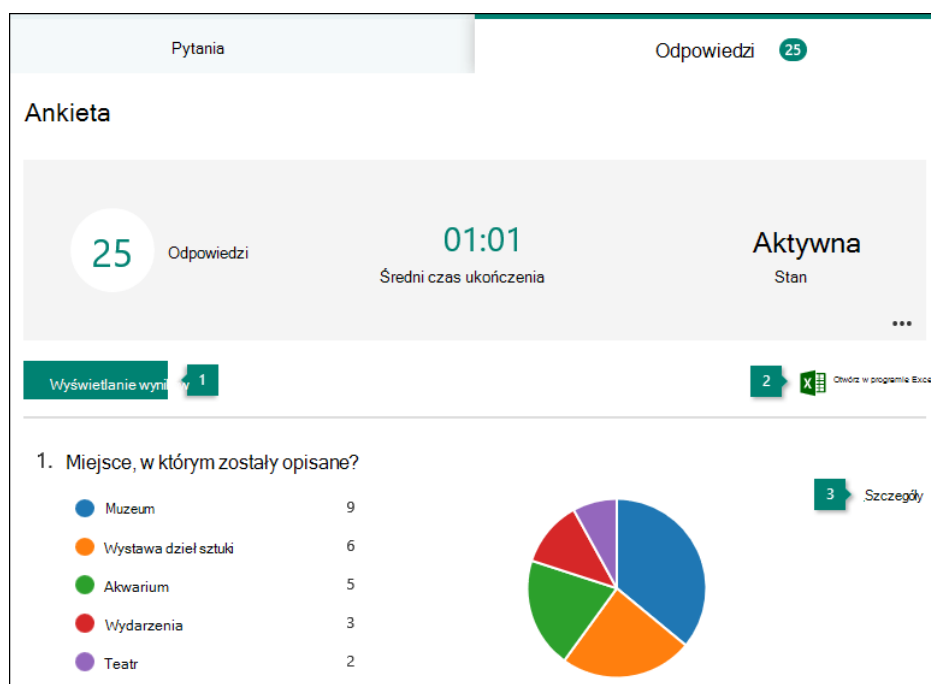 Pytania
Odpowiedzi 25
Ankieta
25 Odpowiedzi
01:01
Średni czas ukończenia
Aktywna
Stan
Wyświetlanie 1
2 Otwórz w programie Exce
1. Miejsce, w którym zostały opisane?
3 Szczegóły
Muzeum 9
Wystawa dzieł sztuki 6
Akwarium 5
Wydarzenia 3
Teatr 2